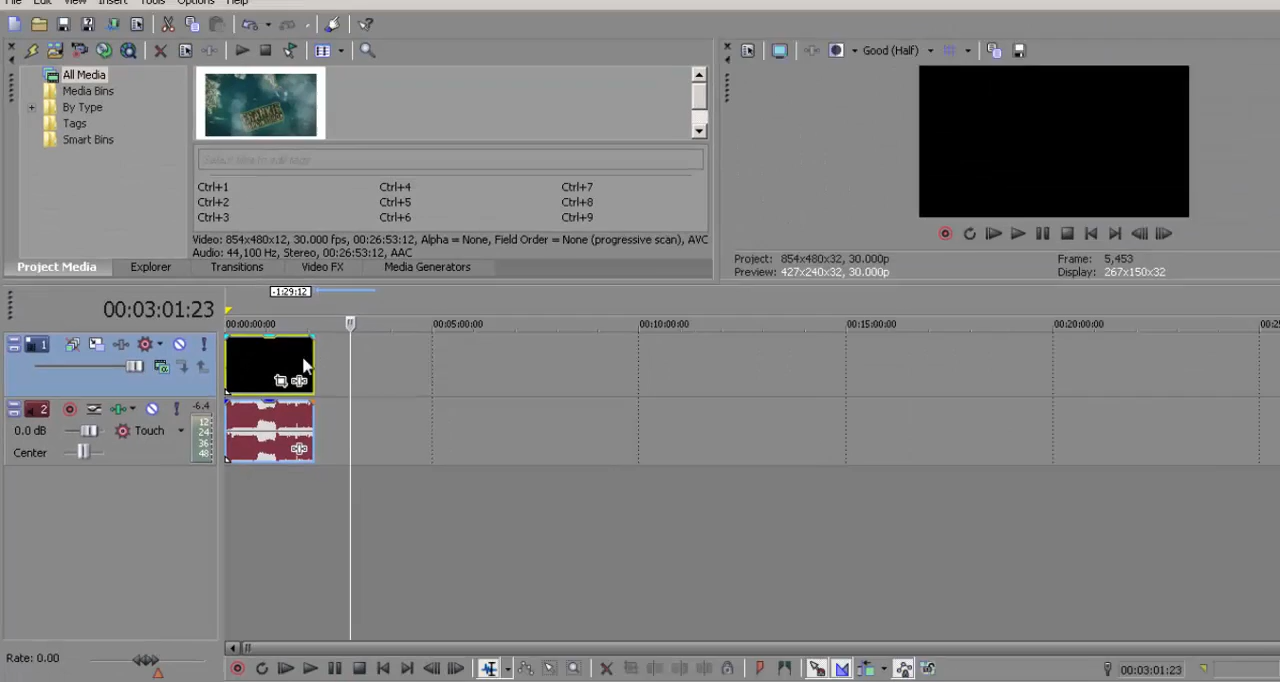 File Edit View Insert Tools Options Help
All Media
Media Bins
By Type
Tags
Smart Bins
Ctrl+1 Ctrl+4 Ctrl+7
Ctrl+2 Ctrl+5 Ctrl+8
Ctrl+3 Ctrl+6 Ctrl+9
Video: 854x480x12, 30.000 fps, 00:26:53:12, Alpha = None, Field Order = None (progressive scan), AVC
Audio: 44,100 Hz, Stereo, 00:26:53:12, AAC
Project Media Explorer Transitions Video FX Media Generators
Good (Half)
Project: 854x480x32, 30.000p Frame: 5,453
Preview: 427x240x32, 30.000p Display: 267x150x32
-1:29:12
00:03:01:23
00:00:00:00 00:05:00:00 00:10:00:00 00:15:00:00 00:20:00:00
1
2 -6.4
0.0 dB Touch 12
24
Center 36
48
Rate: 0.00
00:03:01:23